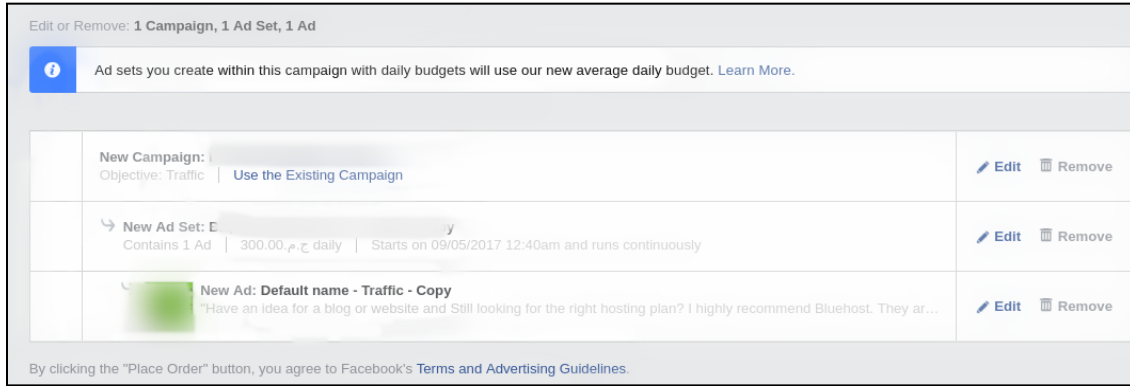 Edit or Remove: 1 Campaign, 1 Ad Set, 1 Ad
Ad sets you create within this campaign with daily budgets will use our new average daily budget. Learn More.
New Campaign:
Objective: Traffic | Use the Existing Campaign
Edit Remove
New Ad Set:
Contains 1 Ad | 300.00ج.م. daily | Starts on 09/05/2017 12:40am and runs continuously
Edit Remove
New Ad: Default name - Traffic - Copy
"Have an idea for a blog or website and Still looking for the right hosting plan? I highly recommend Bluehost. They ar...
Edit Remove
By clicking the "Place Order" button, you agree to Facebook's Terms and Advertising Guidelines.